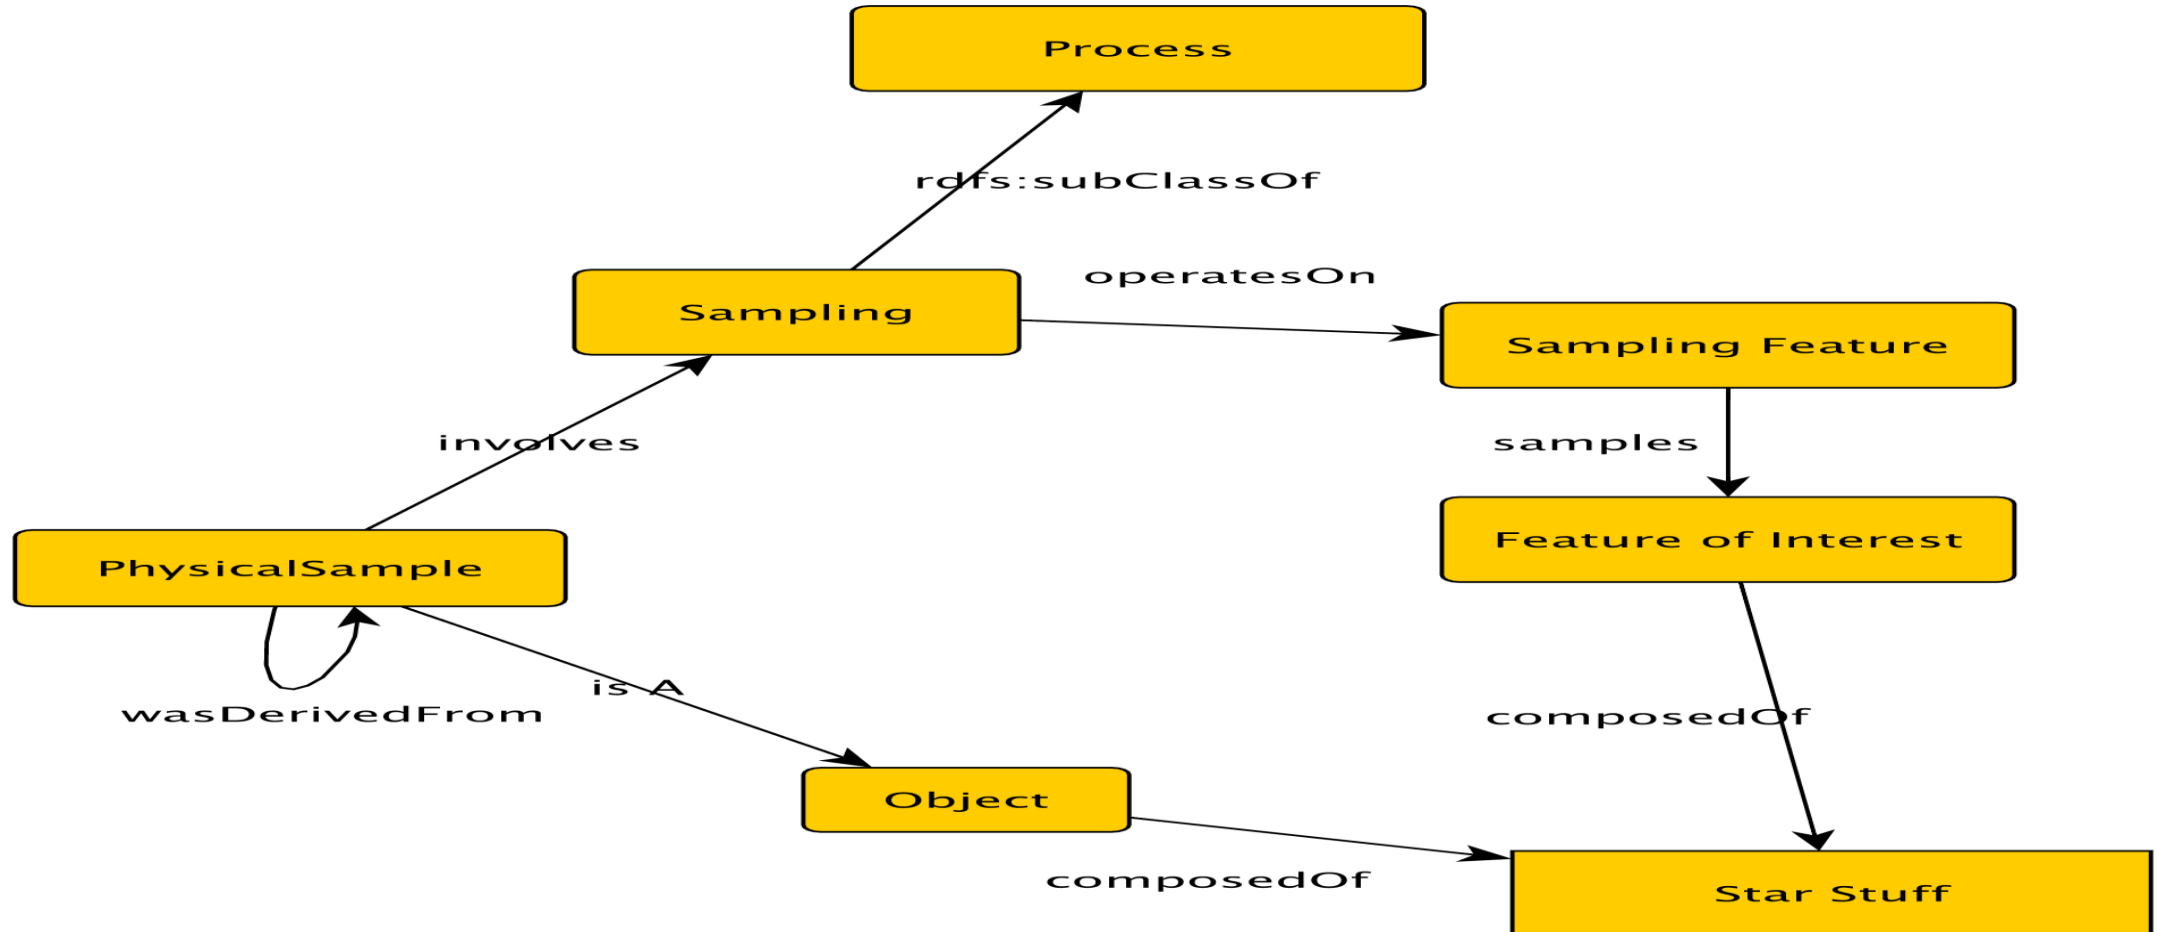 Process
rdfs:subClassOf
operatesOn
Sampling
Sampling Feature
involves
samples
Feature of Interest
PhysicalSample
is A
wasDerivedFrom
composedOf
Object
composedOf
Star Stuff